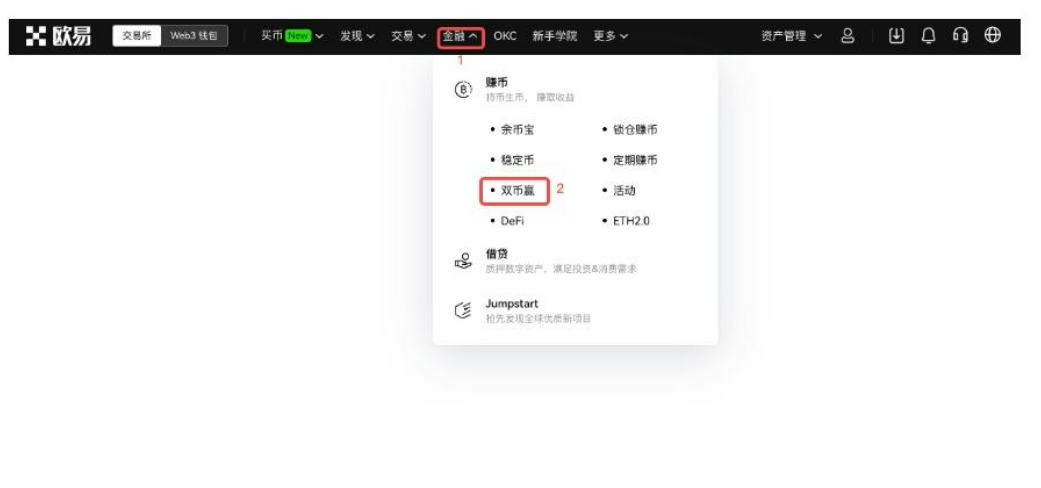 欧易 交易所 Web3 钱包 买币 New 发现 交易 金融 OKC 新手学院 更多 资产管理
1
赚币
持币生币，赚取收益
• 余币宝 • 锁仓赚币
• 稳定币 • 定期赚币
• 双币赢 2 • 活动
• DeFi • ETH2.0
借贷
质押数字资产，满足投资&消费需求
Jumpstart
抢先发现全球优质新项目